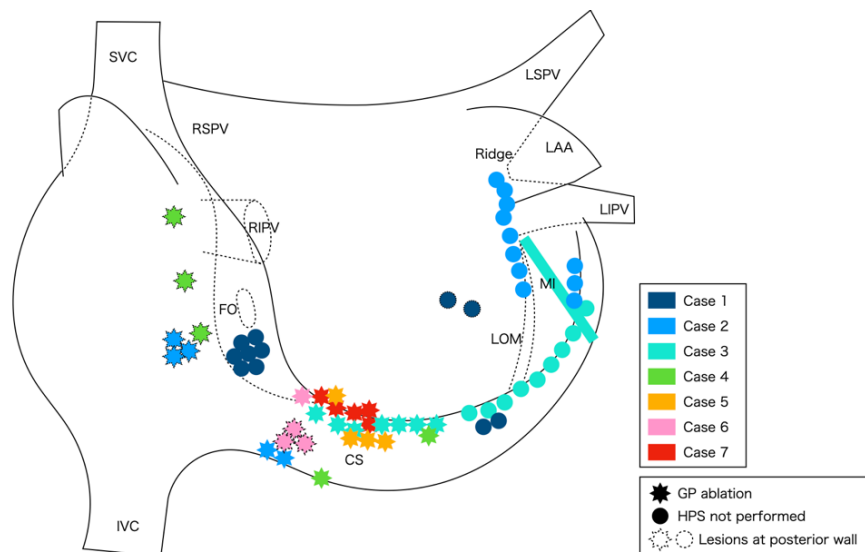 SVC
LSPV
RSPV
LAA
Ridge
LIPV
RIPV
MI
FO
LOM
CS
IVC
Case 1
Case 2
Case 3
Case 4
Case 5
Case 6
Case 7
GP ablation
HPS not performed
Lesions at posterior wall